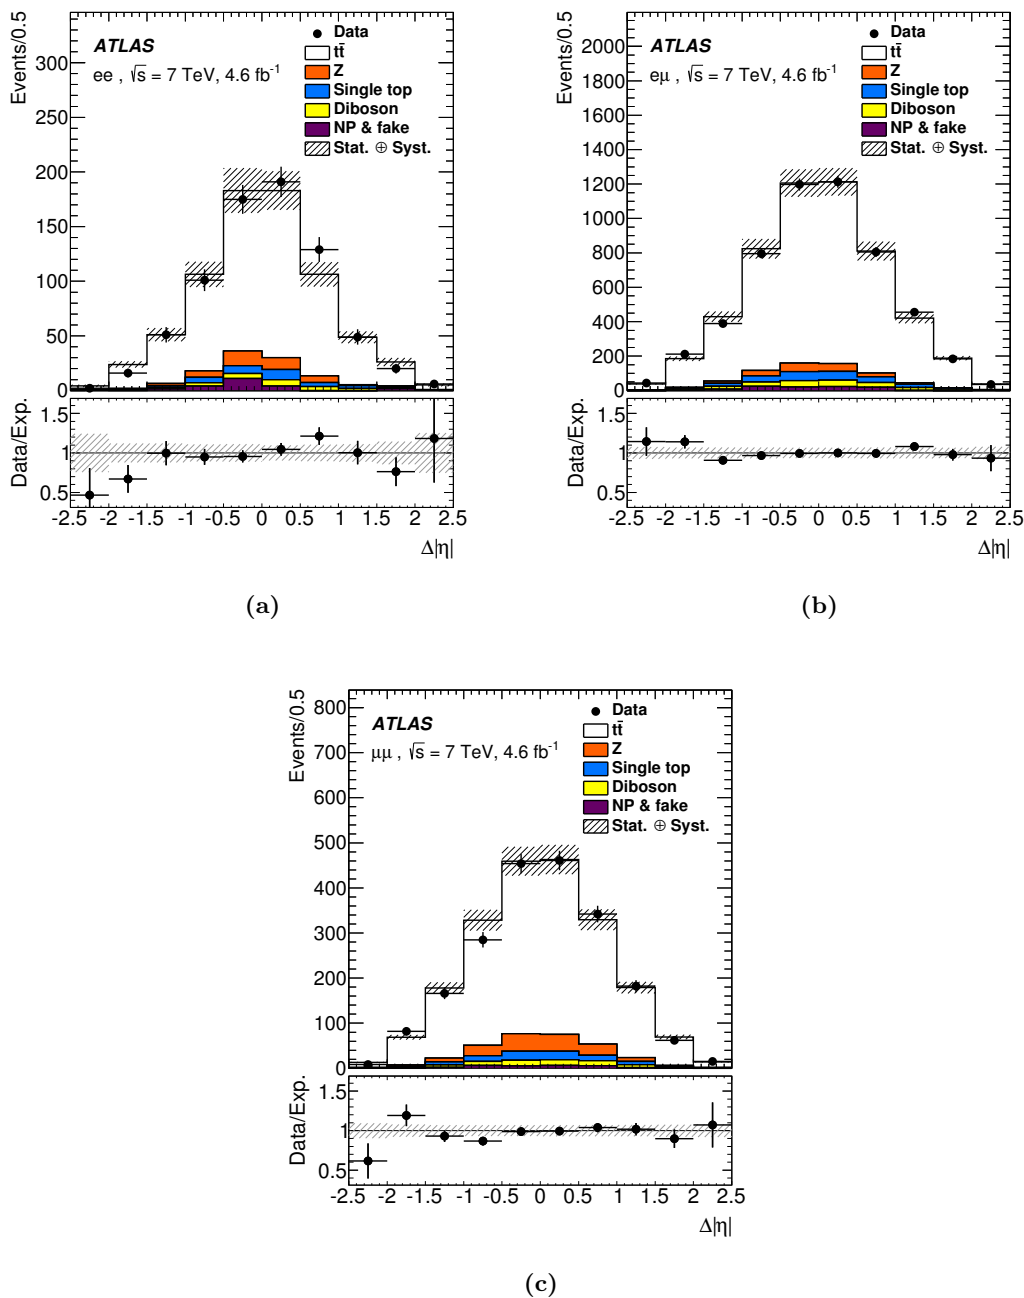 Events/0.5
350
300
250
200
150
100
50
0
ATLAS
ee , √s = 7 TeV, 4.6 fb⁻¹
Data
tt̄
Z
Single top
Diboson
NP & fake
Stat. ⊕ Syst.
Data/Exp.
1.5
1
0.5
-2.5 -2 -1.5 -1 -0.5 0 0.5 1 1.5 2 2.5
Δ|η|
(a)
Events/0.5
2000
1800
1600
1400
1200
1000
800
600
400
200
0
ATLAS
eμ , √s = 7 TeV, 4.6 fb⁻¹
Data
tt̄
Z
Single top
Diboson
NP & fake
Stat. ⊕ Syst.
Data/Exp.
1.5
1
0.5
-2.5 -2 -1.5 -1 -0.5 0 0.5 1 1.5 2 2.5
Δ|η|
(b)
Events/0.5
800
700
600
500
400
300
200
100
0
ATLAS
μμ , √s = 7 TeV, 4.6 fb⁻¹
Data
tt̄
Z
Single top
Diboson
NP & fake
Stat. ⊕ Syst.
Data/Exp.
1.5
1
0.5
-2.5 -2 -1.5 -1 -0.5 0 0.5 1 1.5 2 2.5
Δ|η|
(c)